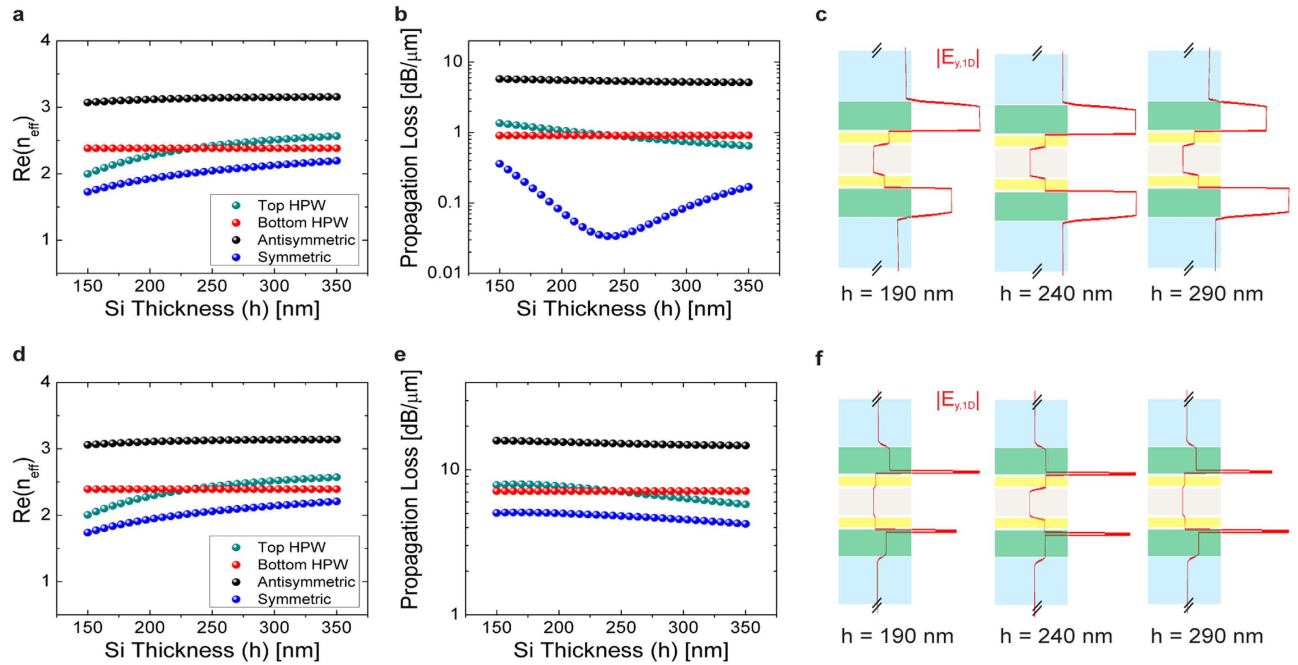 a
4
3
2
1
Re(n_eff)
150 200 250 300 350
Si Thickness (h) [nm]
Top HPW
Bottom HPW
Antisymmetric
Symmetric
b
10
1
0.1
0.01
Propagation Loss [dB/μm]
150 200 250 300 350
Si Thickness (h) [nm]
c
|E_y,1D|
h = 190 nm
h = 240 nm
h = 290 nm
d
4
3
2
1
Re(n_eff)
150 200 250 300 350
Si Thickness (h) [nm]
Top HPW
Bottom HPW
Antisymmetric
Symmetric
e
10
1
Propagation Loss [dB/μm]
150 200 250 300 350
Si Thickness (h) [nm]
f
|E_y,1D|
h = 190 nm
h = 240 nm
h = 290 nm